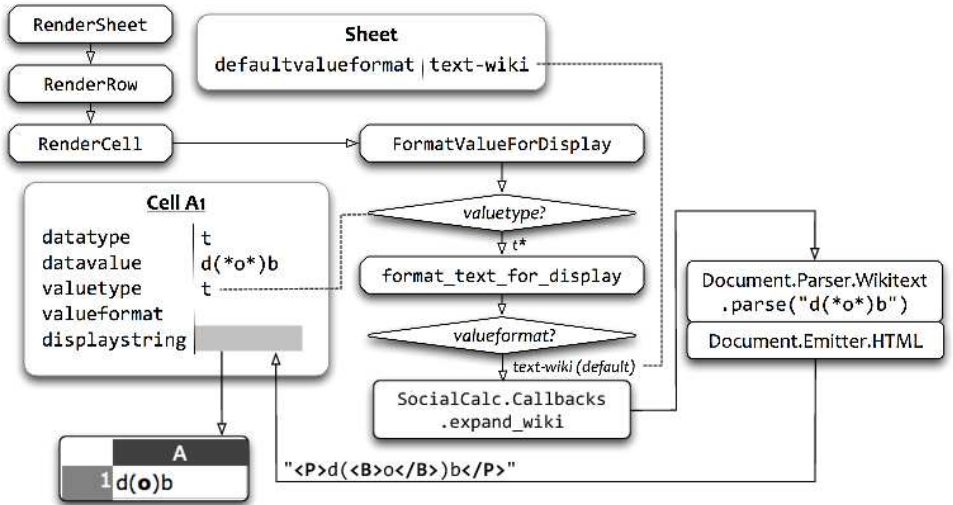 RenderSheet
RenderRow
RenderCell
Sheet
defaultvalueformat text-wiki
FormatValueForDisplay
valuetype?
t*
format_text_for_display
valueformat?
text-wiki (default)
SocialCalc.Callbacks
.expand_wiki
Document.Parser.Wikitext
.parse("d(*o*)b")
Document.Emitter.HTML
Cell A1
datatype t
datavalue d(*o*)b
valuetype t
valueformat
displaystring
"<P>d(<B>o</B>)b</P>"
A
1 d(o)b